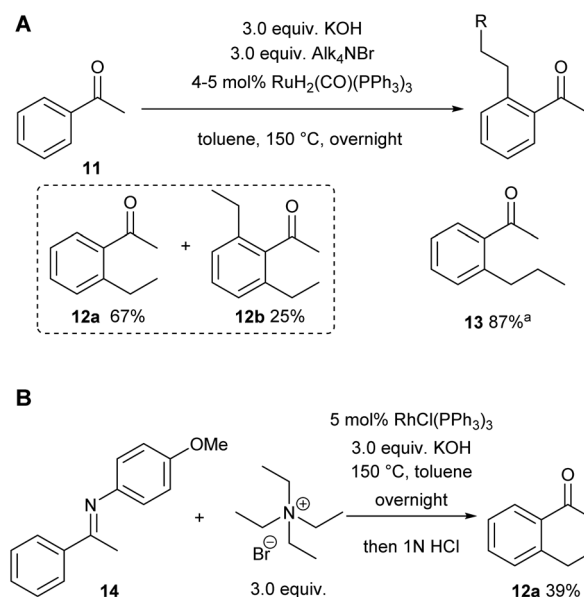 A
3.0 equiv. KOH
3.0 equiv. Alk₄NBr
4-5 mol% RuH₂(CO)(PPh₃)₃
toluene, 150 °C, overnight
O
11
R
O
O
+
O
12a 67%
12b 25%
O
13 87%ᵃ
B
OMe
N
14
+
N⊕
Br⊖
3.0 equiv.
5 mol% RhCl(PPh₃)₃
3.0 equiv. KOH
150 °C, toluene
overnight
then 1N HCl
O
12a 39%